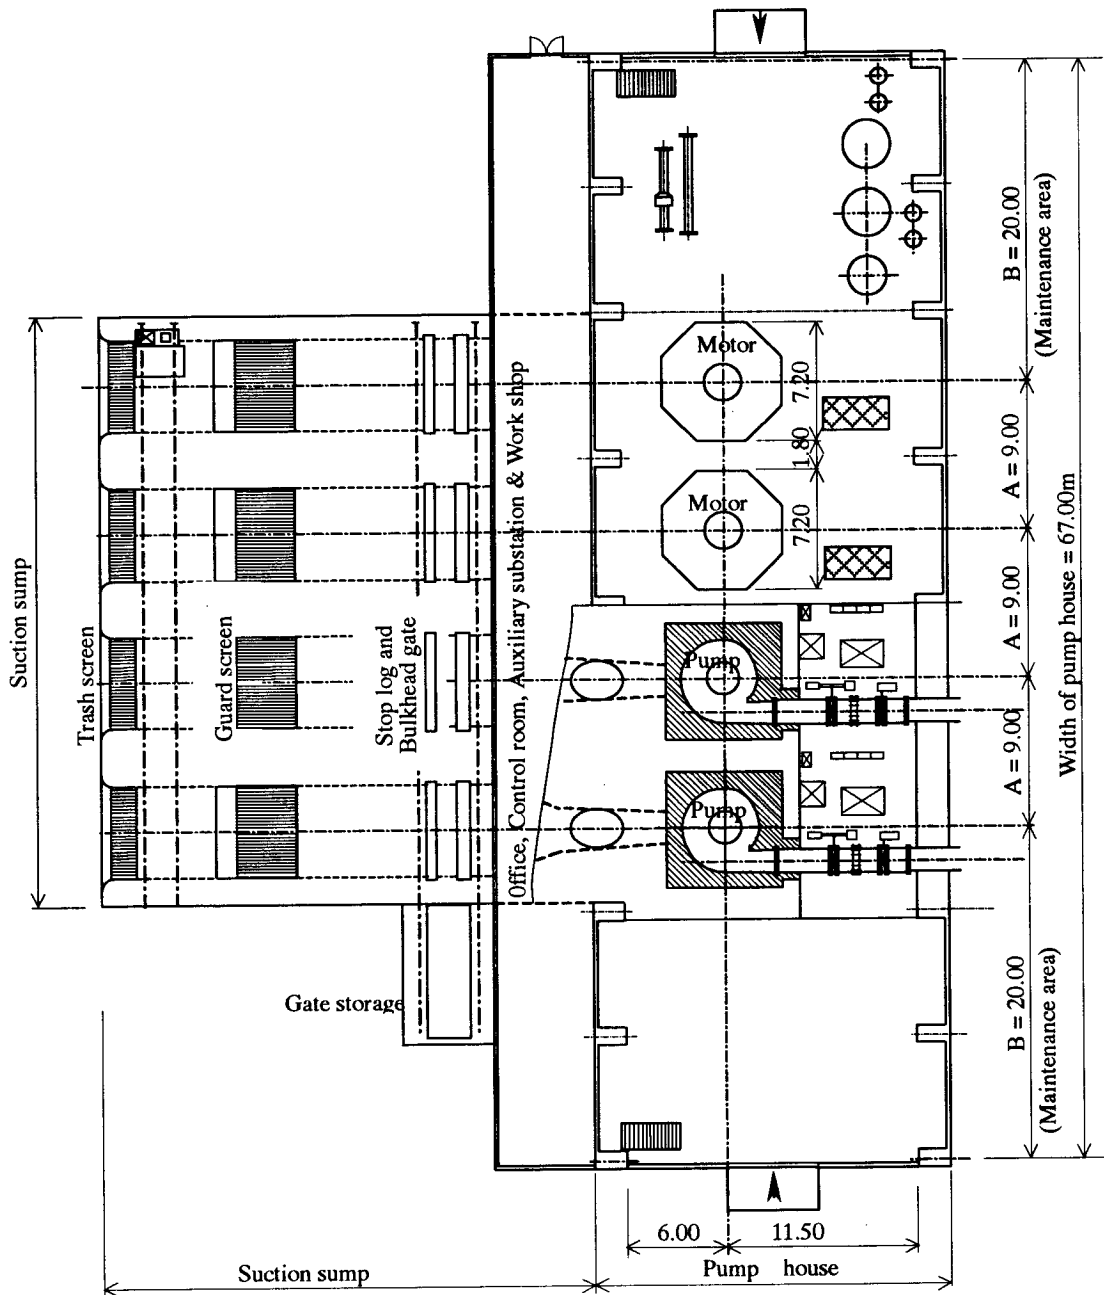 B = 20.00
(Maintenance area)
Motor
7.20
1.80
A = 9.00
Motor
7.20
Width of pump house = 67.00m
A = 9.00
Office, Control room, Auxiliary substation & Work shop
Suction sump
Trash screen
Guard screen
Stop log and
Bulkhead gate
Pump
A = 9.00
Pump
Gate storage
B = 20.00
(Maintenance area)
6.00
11.50
Suction sump
Pump house